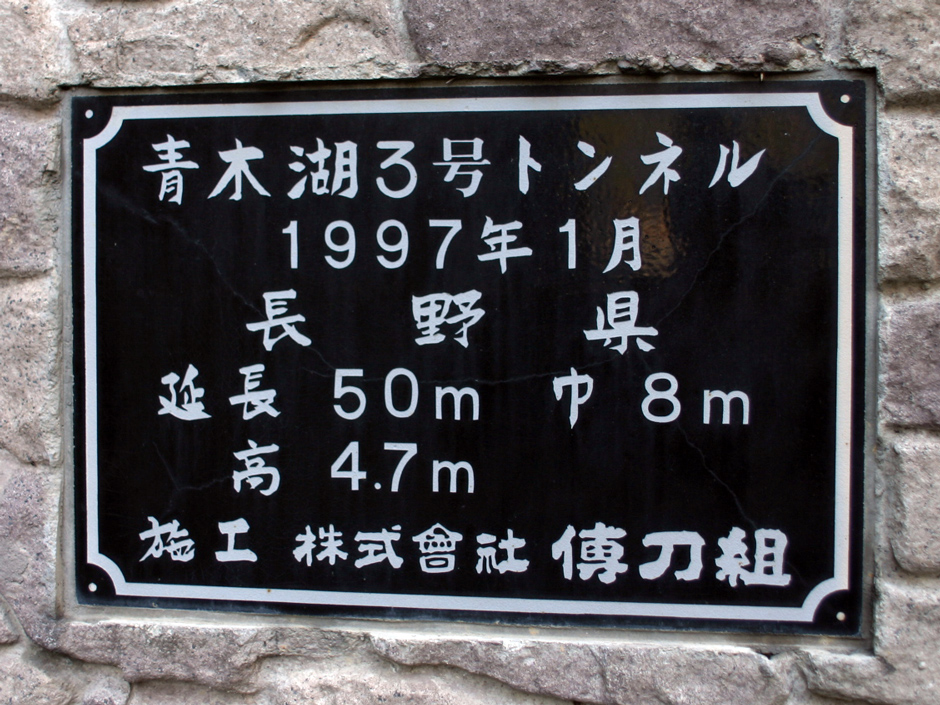 青木湖3号トンネル
1997年1月
長野県
延長 50m 巾 8m
高 4.7m
施工 株式會社 傳刀組